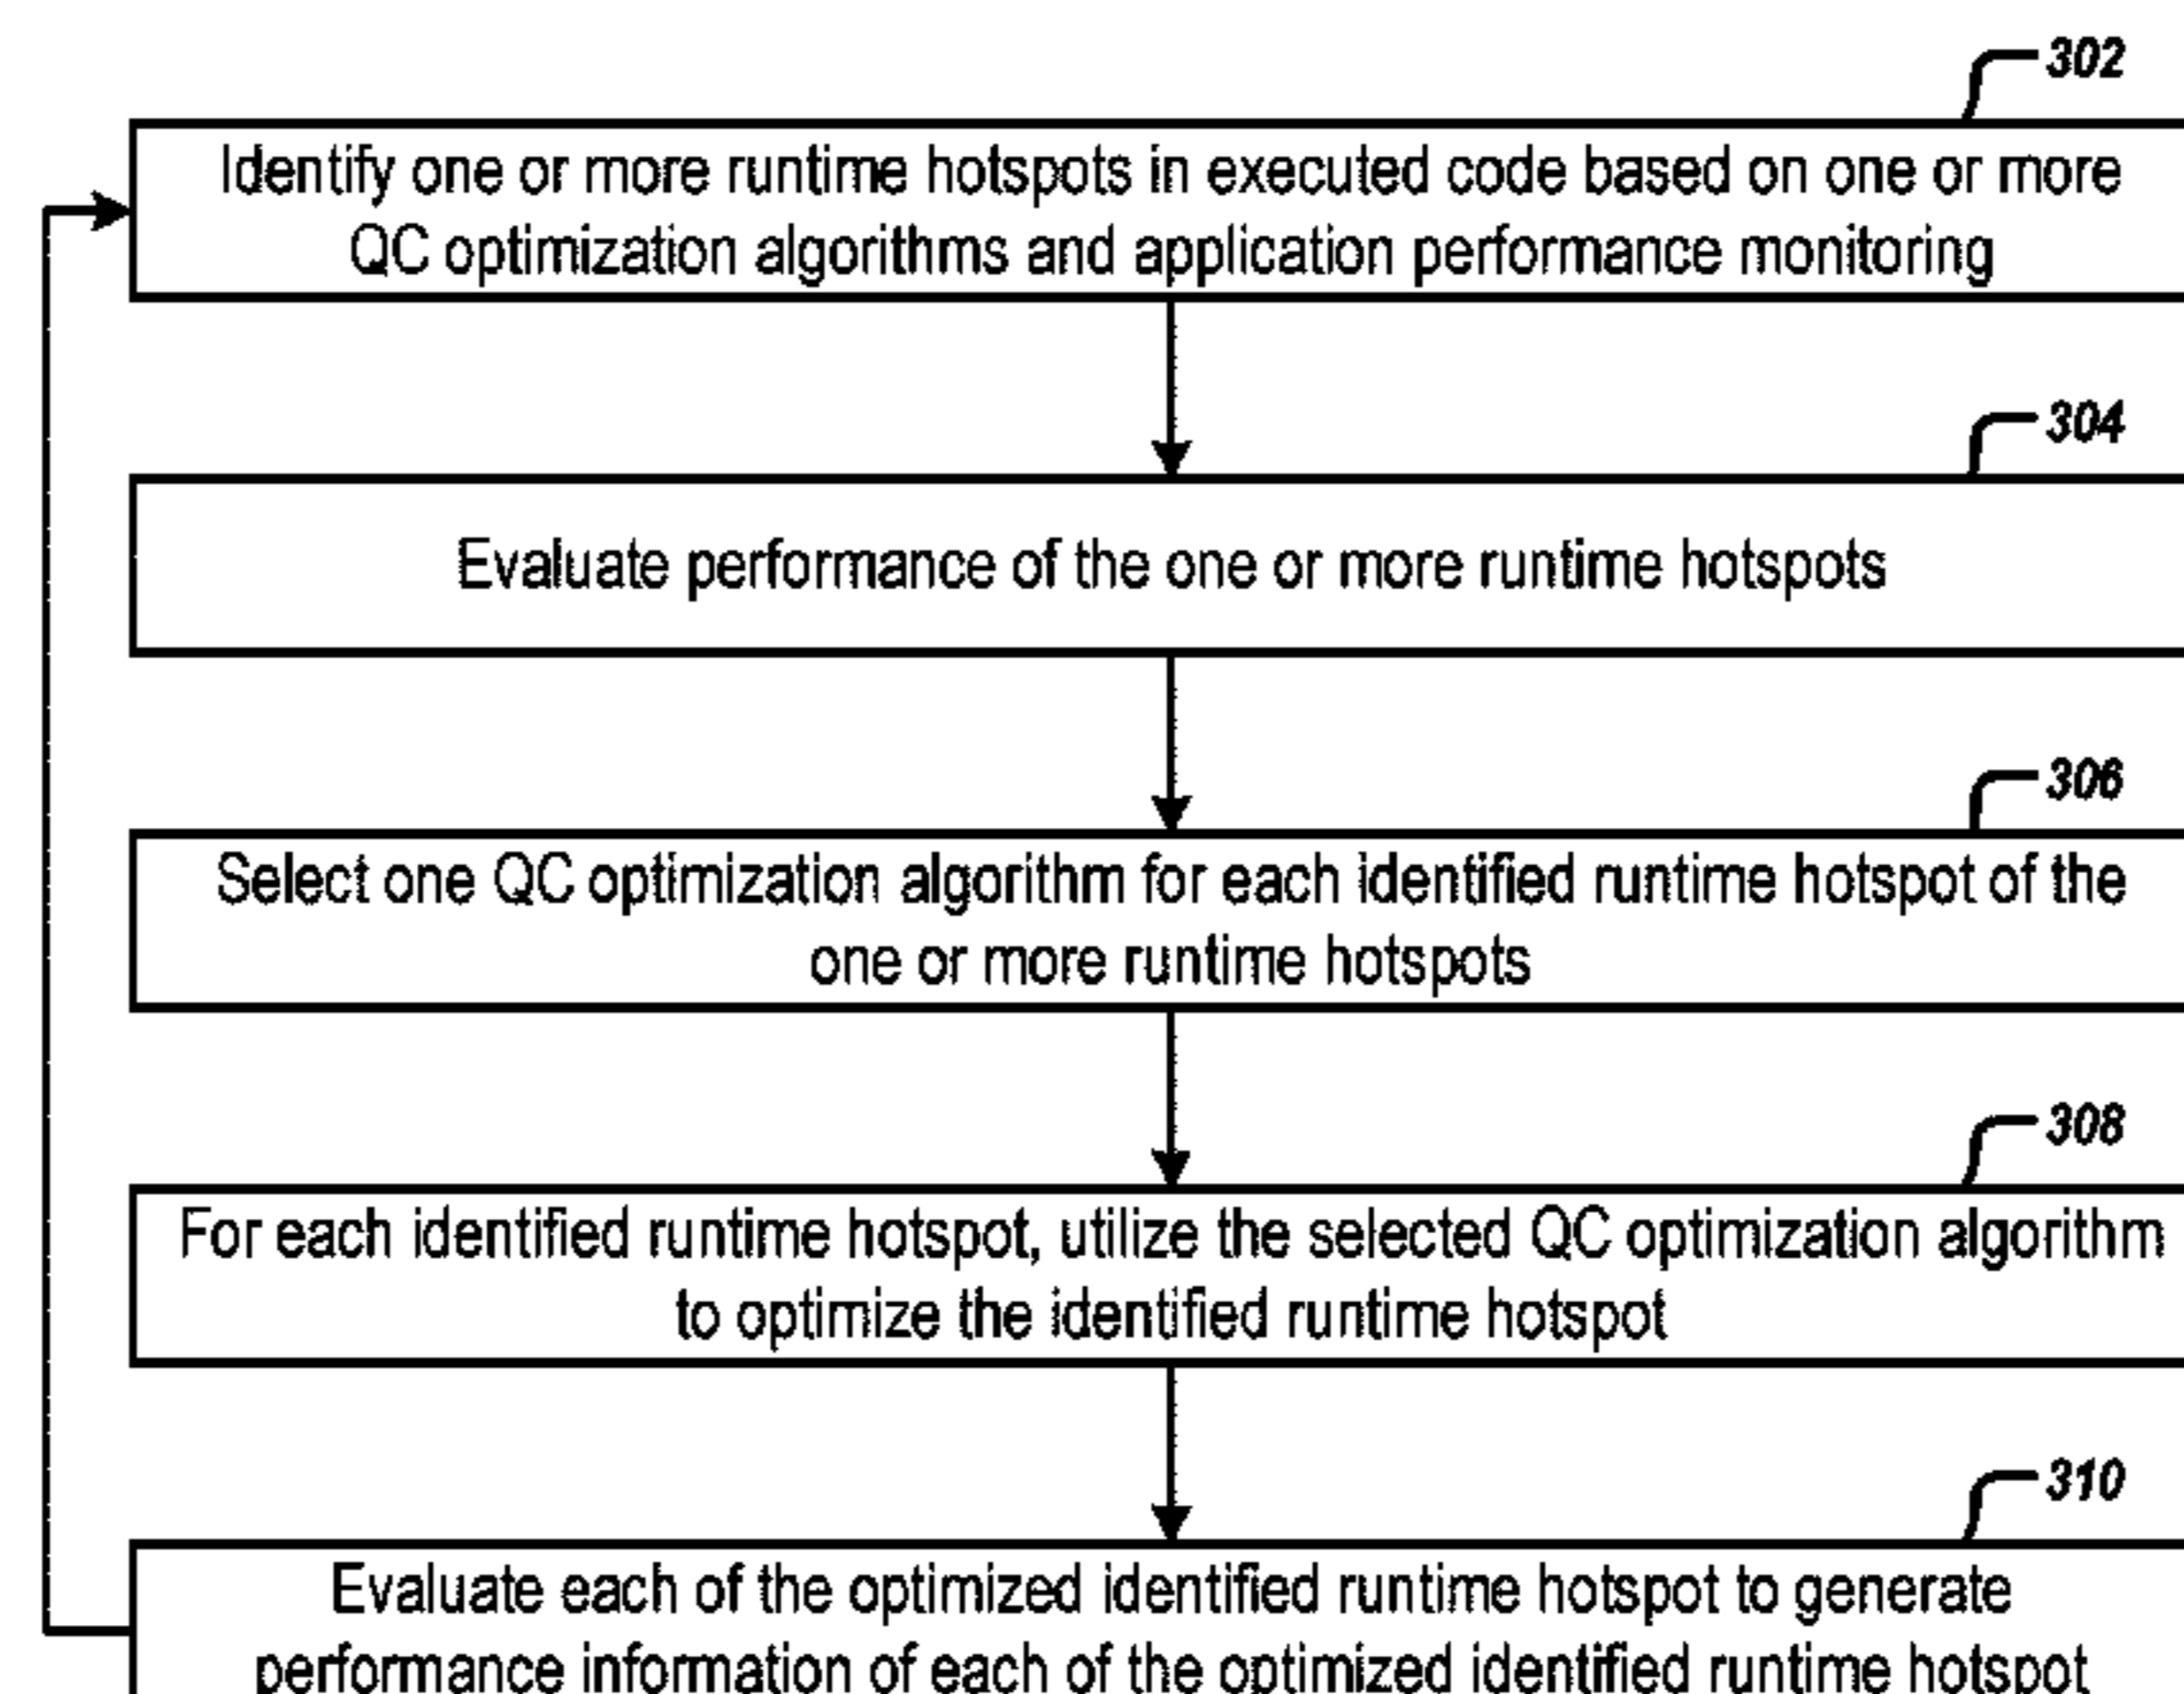 302
Identify one or more runtime hotspots in executed code based on one or more
QC optimization algorithms and application performance monitoring
304
Evaluate performance of the one or more runtime hotspots
306
Select one QC optimization algorithm for each identified runtime hotspot of the
one or more runtime hotspots
308
For each identified runtime hotspot, utilize the selected QC optimization algorithm
to optimize the identified runtime hotspot
310
Evaluate each of the optimized identified runtime hotspot to generate
performance information of each of the optimized identified runtime hotspot